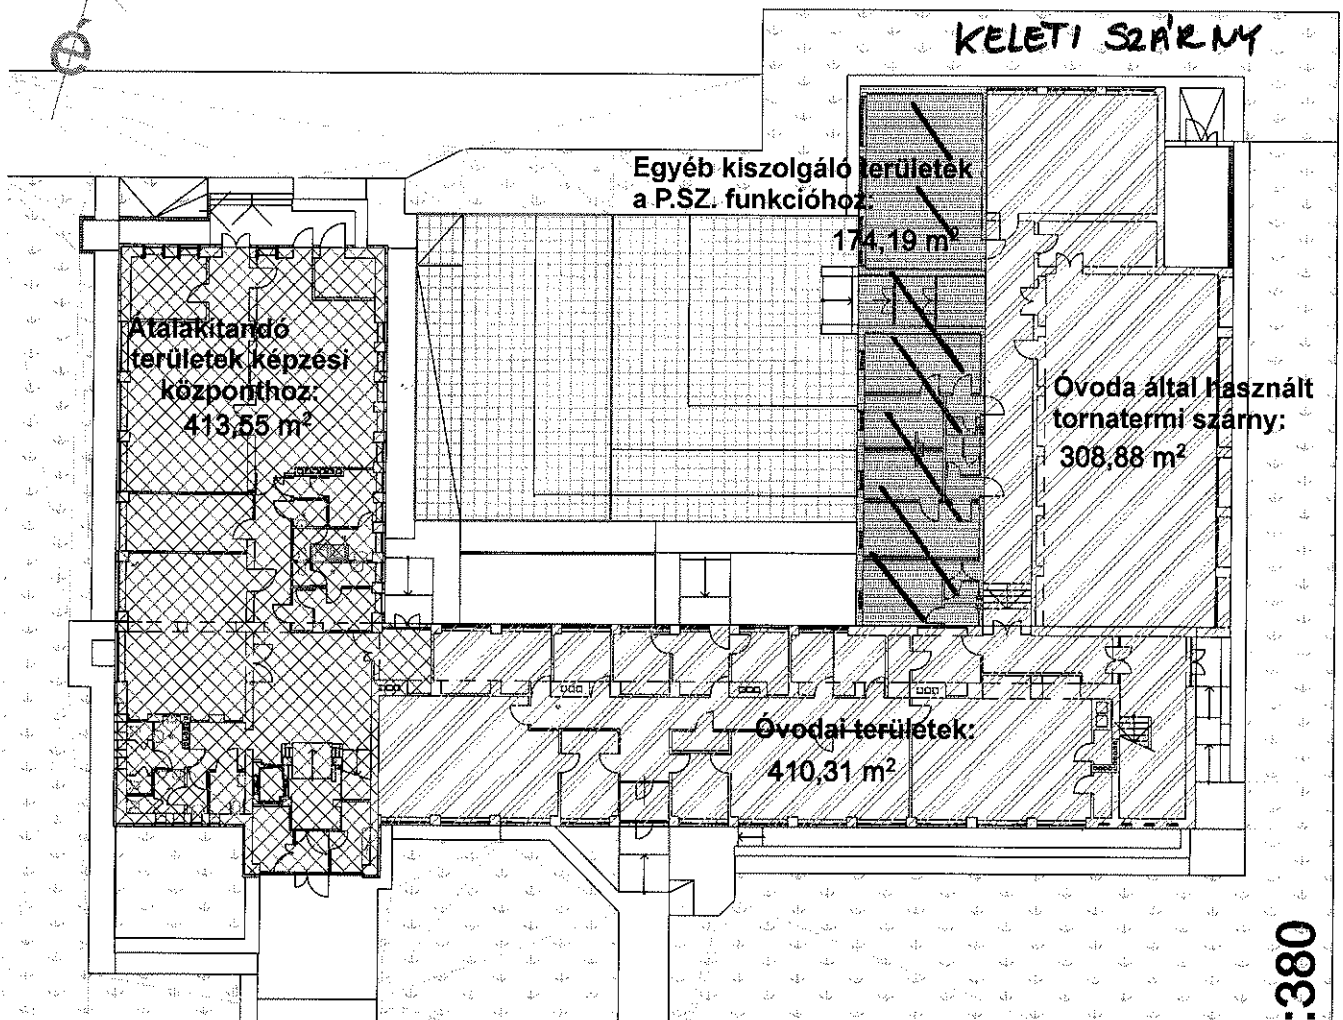 é
KELETI SZÁRNY
Egyéb kiszolgáló területek
a P.SZ. funkcióhoz:
174,19 m²
Átalakítandó
területek képzési
központhoz:
413,55 m²
Óvoda által használt
tornatermi szárny:
308,88 m²
Óvodai területek:
410,31 m²
:380